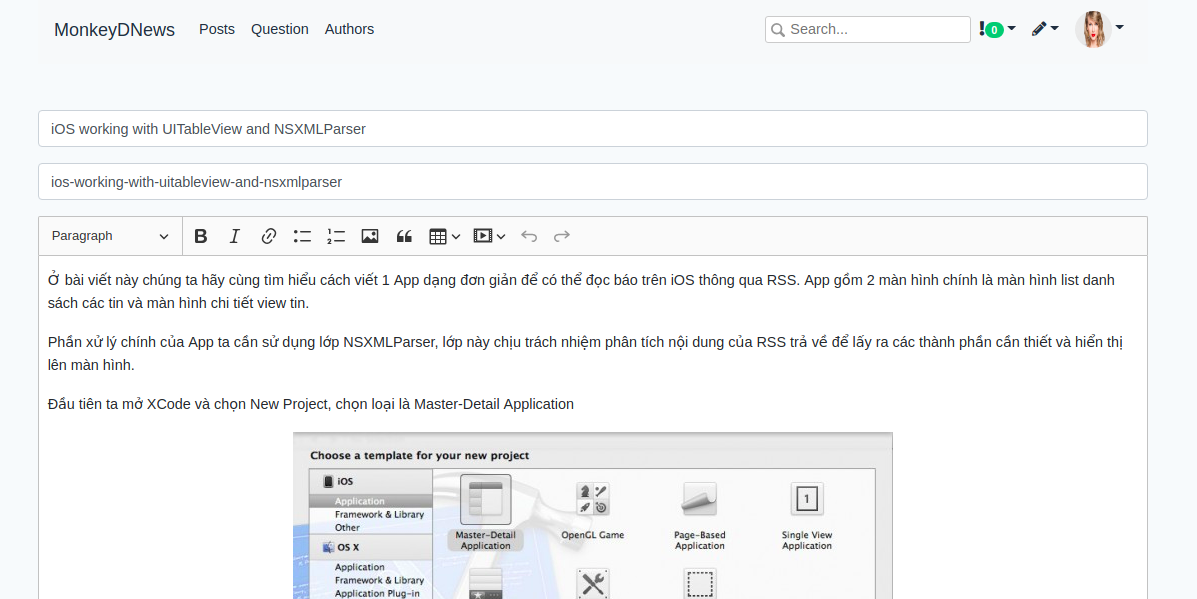 MonkeyDNews Posts Question Authors Search... 0
iOS working with UITableView and NSXMLParser
ios-working-with-uitableview-and-nsxmlparser
Paragraph
Ở bài viết này chúng ta hãy cùng tìm hiểu cách viết 1 App dạng đơn giản để có thể đọc báo trên iOS thông qua RSS. App gồm 2 màn hình chính là màn hình list danh
sách các tin và màn hình chi tiết view tin.
Phần xử lý chính của App ta cần sử dụng lớp NSXMLParser, lớp này chịu trách nhiệm phân tích nội dung của RSS trả về để lấy ra các thành phần cần thiết và hiển thị
lên màn hình.
Đầu tiên ta mở XCode và chọn New Project, chọn loại là Master-Detail Application
Choose a template for your new project
iOS
Application
Framework & Library
Other
OS X
Application
Framework & Library
Application Plug-in
Master-Detail
Application
OpenGL Game
Page-Based
Application
1
Single View
Application